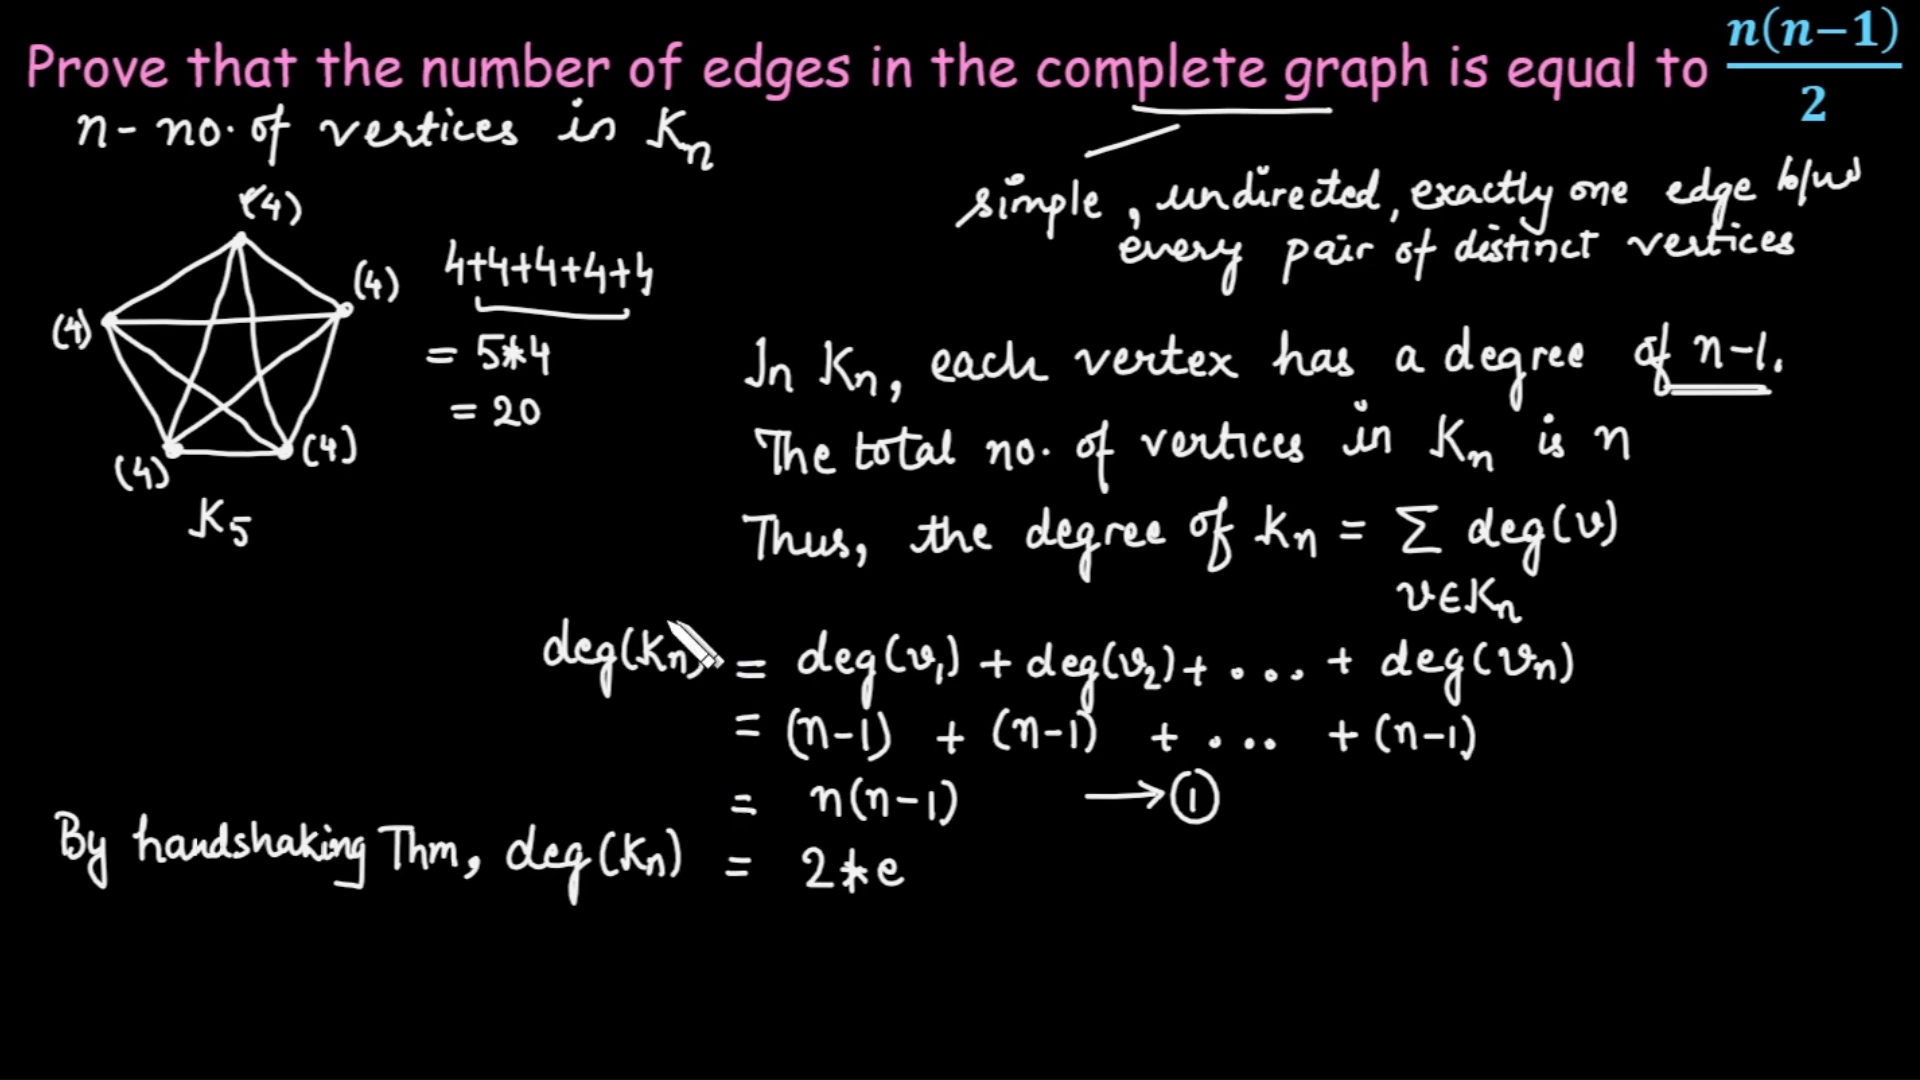 Prove that the number of edges in the complete graph is equal to n(n−1)/2
n - no. of vertices in Kn
simple, undirected, exactly one edge b/w
every pair of distinct vertices
(4)
(4)
(4)
(4)
(4)
K5
4+4+4+4+4
= 5*4
= 20
In Kn, each vertex has a degree of n-1.
The total no. of vertices in Kn is n
Thus, the degree of Kn = Σ deg(v)
v∈Kn
deg(Kn) = deg(v1) + deg(v2) + ... + deg(vn)
= (n-1) + (n-1) + ... + (n-1)
= n(n-1) → ①
By handshaking Thm, deg(Kn) = 2*e